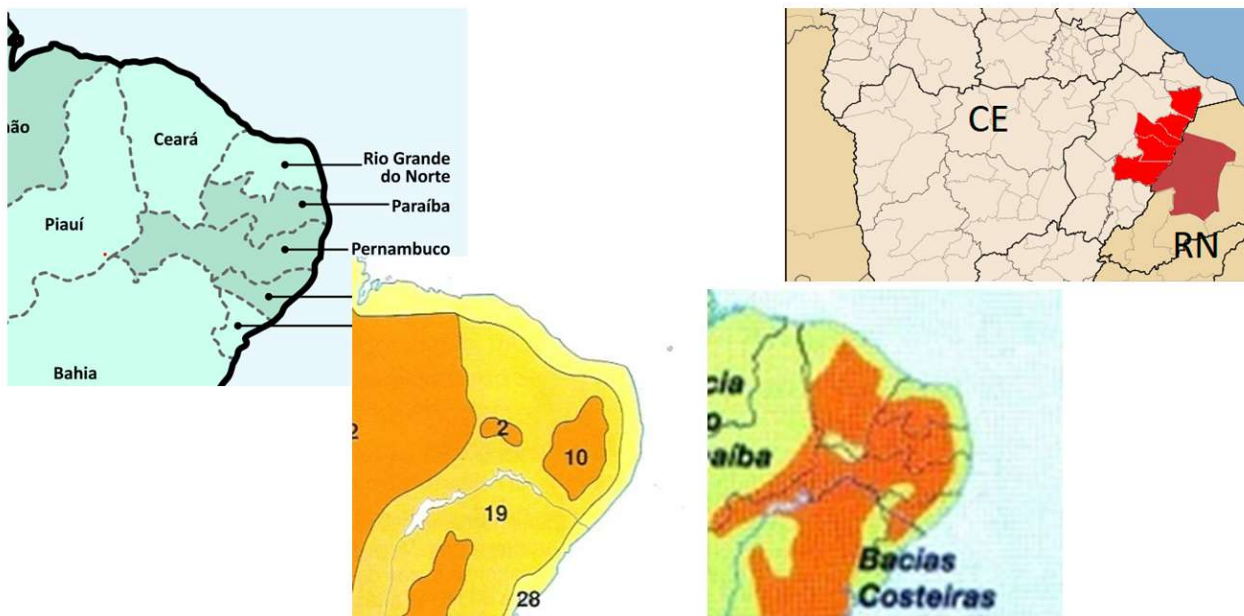 ão
Ceará
Rio Grande
do Norte
Paraíba
Piauí
Pernambuco
Bahia
CE
RN
2
2
10
19
28
cia
o
aíba
Bacias
Costeiras